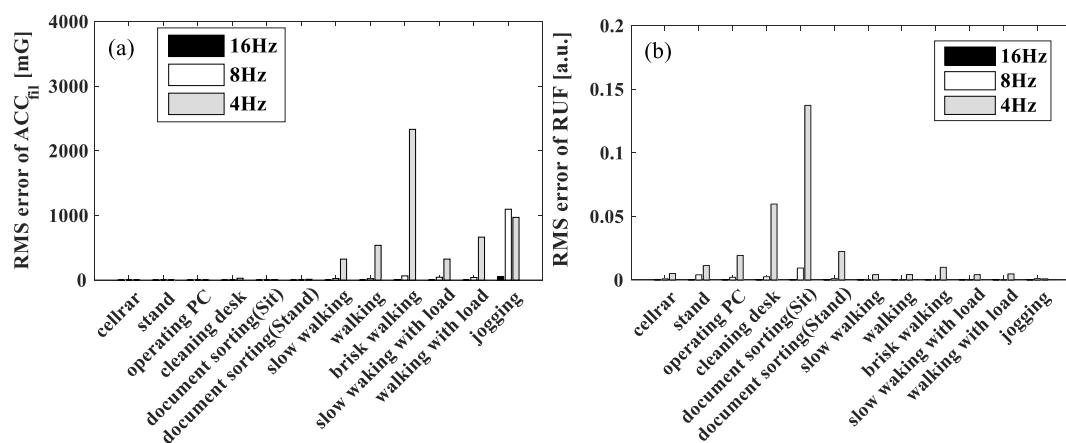 (a)
RMS error of ACC_fil [mG]
4000
3000
2000
1000
0
16Hz
8Hz
4Hz
cellrar
stand
operating PC
cleaning desk
document sorting(Sit)
document sorting(Stand)
slow walking
walking
brisk walking
slow waking with load
walking with load
jogging
(b)
RMS error of RUF [a.u.]
0.2
0.15
0.1
0.05
0
16Hz
8Hz
4Hz
cellrar
stand
operating PC
cleaning desk
document sorting(Sit)
document sorting(Stand)
slow walking
walking
brisk walking
slow waking with load
walking with load
jogging